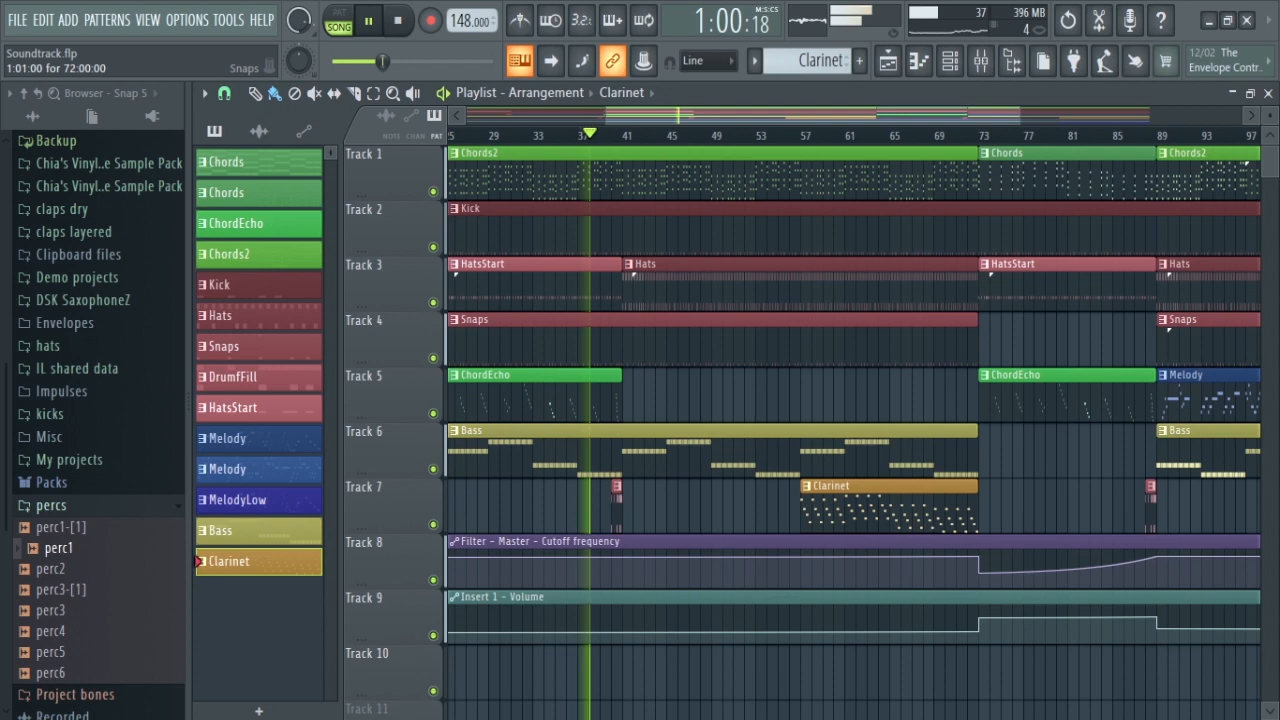 FILE EDIT ADD PATTERNS VIEW OPTIONS TOOLS HELP
PAT
SONG
148.000
3.2
1:00:18
M:S:CS
37
396 MB
4
Soundtrack.flp
1:01:00 for 72:00:00
Snaps
Line
Clarinet
12/02 The
Envelope Contr..
Browser - Snap 5
Playlist - Arrangement
Clarinet
NOTE CHAN PAT
25 29 33 37 41 45 49 53 57 61 65 69 73 77 81 85 89 93 97
Backup
Chia's Vinyl..e Sample Pack
Chia's Vinyl..e Sample Pack
claps dry
claps layered
Clipboard files
Demo projects
DSK SaxophoneZ
Envelopes
hats
IL shared data
Impulses
kicks
Misc
My projects
Packs
percs
perc1-[1]
perc1
perc2
perc3-[1]
perc3
perc4
perc5
perc6
Project bones
Recorded
Chords
Chords
ChordEcho
Chords2
Kick
Hats
Snaps
DrumfFill
HatsStart
Melody
Melody
MelodyLow
Bass
Clarinet
Track 1
Chords2
Chords
Chords2
Track 2
Kick
Track 3
HatsStart
Hats
HatsStart
Hats
Track 4
Snaps
Snaps
Track 5
ChordEcho
ChordEcho
Melody
Track 6
Bass
Bass
Track 7
Clarinet
Track 8
Filter - Master - Cutoff frequency
Track 9
Insert 1 - Volume
Track 10
Track 11